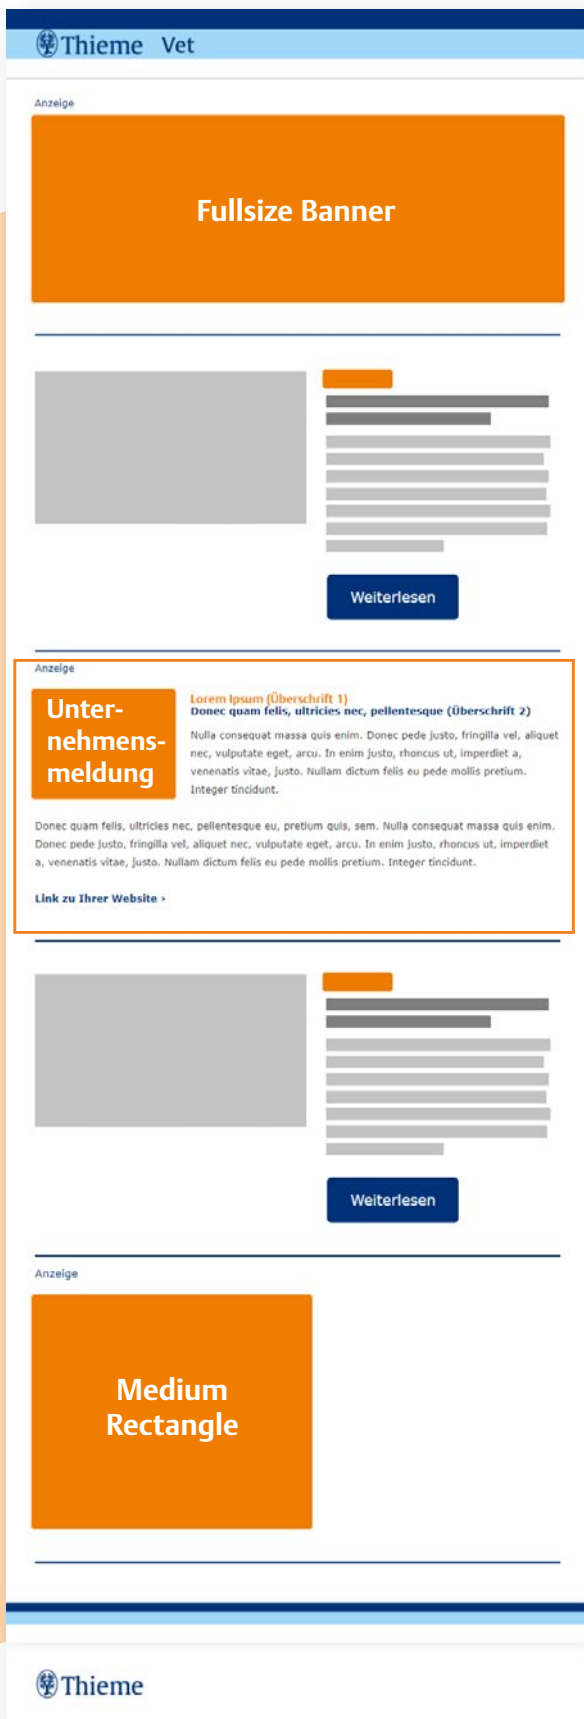 Thieme Vet
Anzeige
Fullsize Banner
Weiterlesen
Anzeige
Unter-
nehmens-
meldung
Lorem Ipsum (Überschrift 1)
Donec quam felis, ultricies nec, pellentesque (Überschrift 2)
Nulla consequat massa quis enim. Donec pede justo, fringilla vel, aliquet
nec, vulputate eget, arcu. In enim justo, rhoncus ut, imperdiet a,
venenatis vitae, justo. Nullam dictum felis eu pede mollis pretium.
Integer tincidunt.
Donec quam felis, ultricies nec, pellentesque eu, pretium quis, sem. Nulla consequat massa quis enim.
Donec pede justo, fringilla vel, aliquet nec, vulputate eget, arcu. In enim justo, rhoncus ut, imperdiet
a, venenatis vitae, justo. Nullam dictum felis eu pede mollis pretium. Integer tincidunt.
Link zu Ihrer Website ›
Weiterlesen
Anzeige
Medium
Rectangle
Thieme